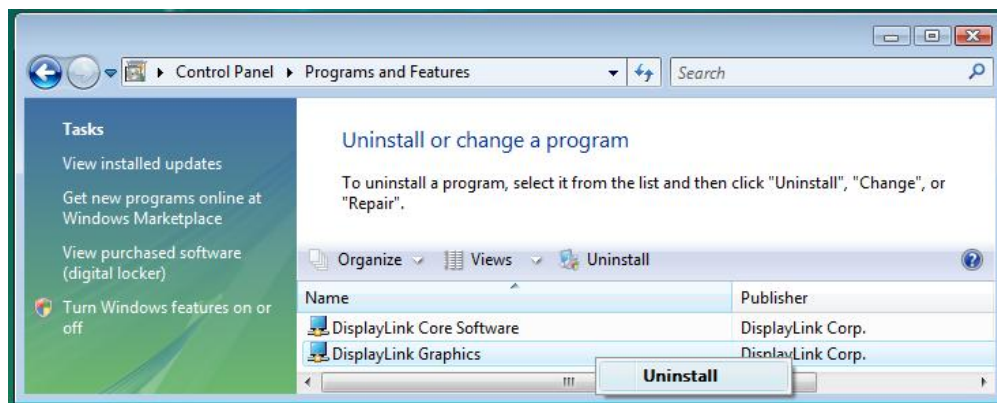 Control Panel
Programs and Features
Search
Tasks
View installed updates
Get new programs online at
Windows Marketplace
View purchased software
(digital locker)
Turn Windows features on or
off
Uninstall or change a program
To uninstall a program, select it from the list and then click "Uninstall", "Change", or
"Repair".
Organize Views Uninstall
Name Publisher
DisplayLink Core Software DisplayLink Corp.
DisplayLink Graphics DisplayLink Corp.
Uninstall